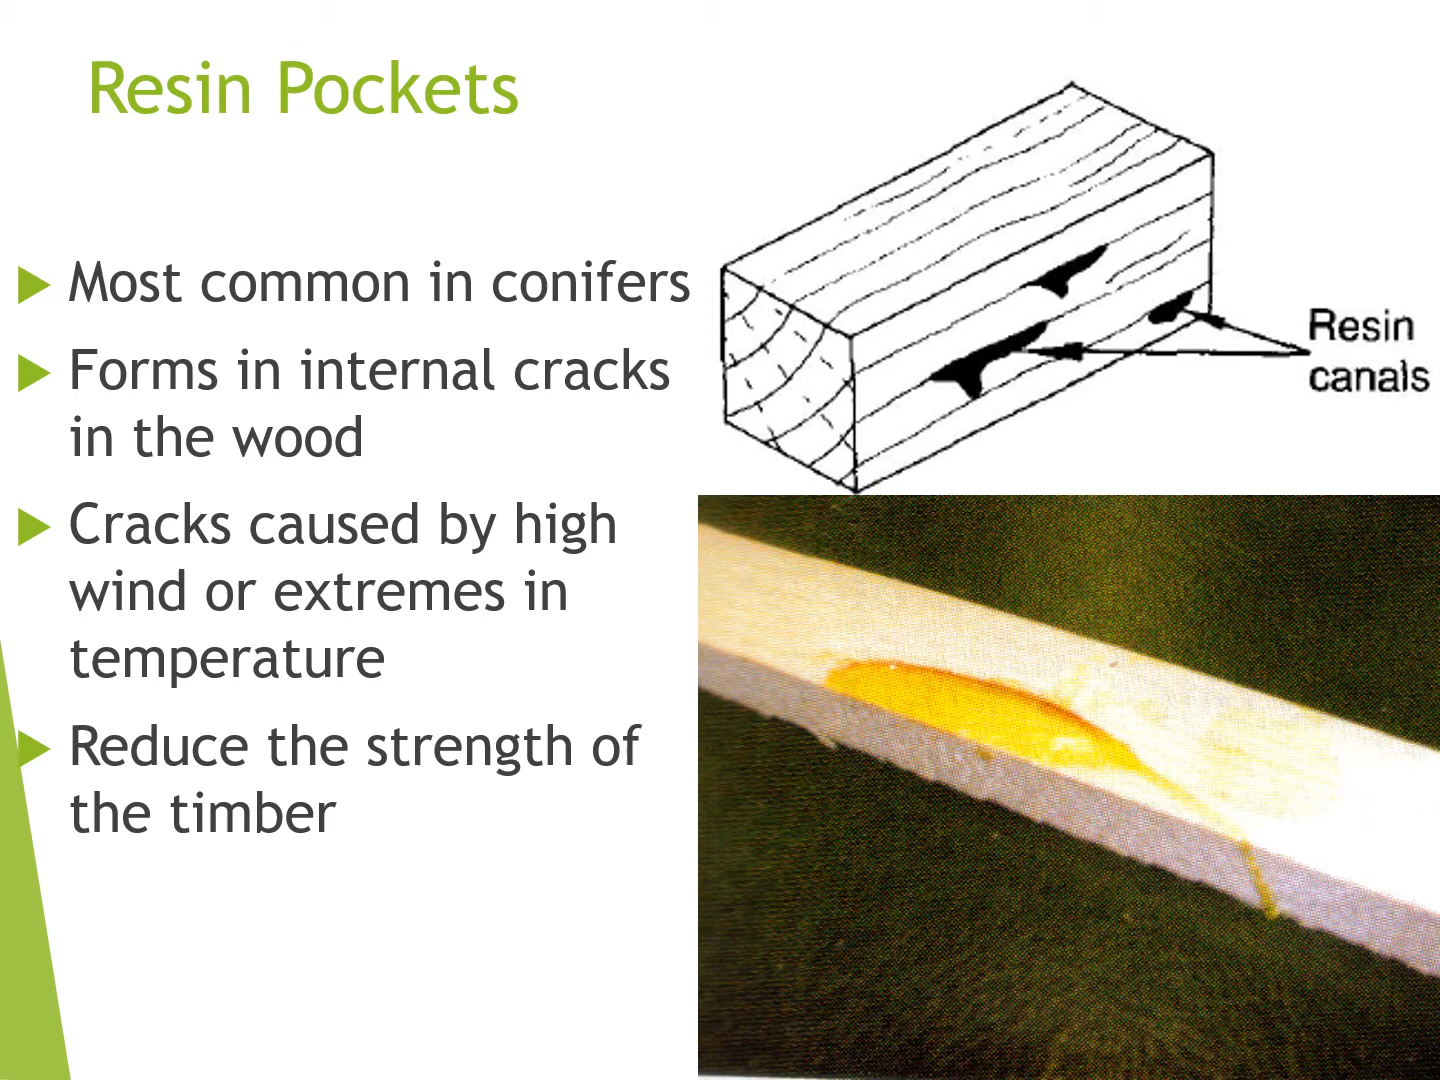 Resin Pockets
Most common in conifers
Forms in internal cracks
in the wood
Cracks caused by high
wind or extremes in
temperature
Reduce the strength of
the timber
Resin
canals